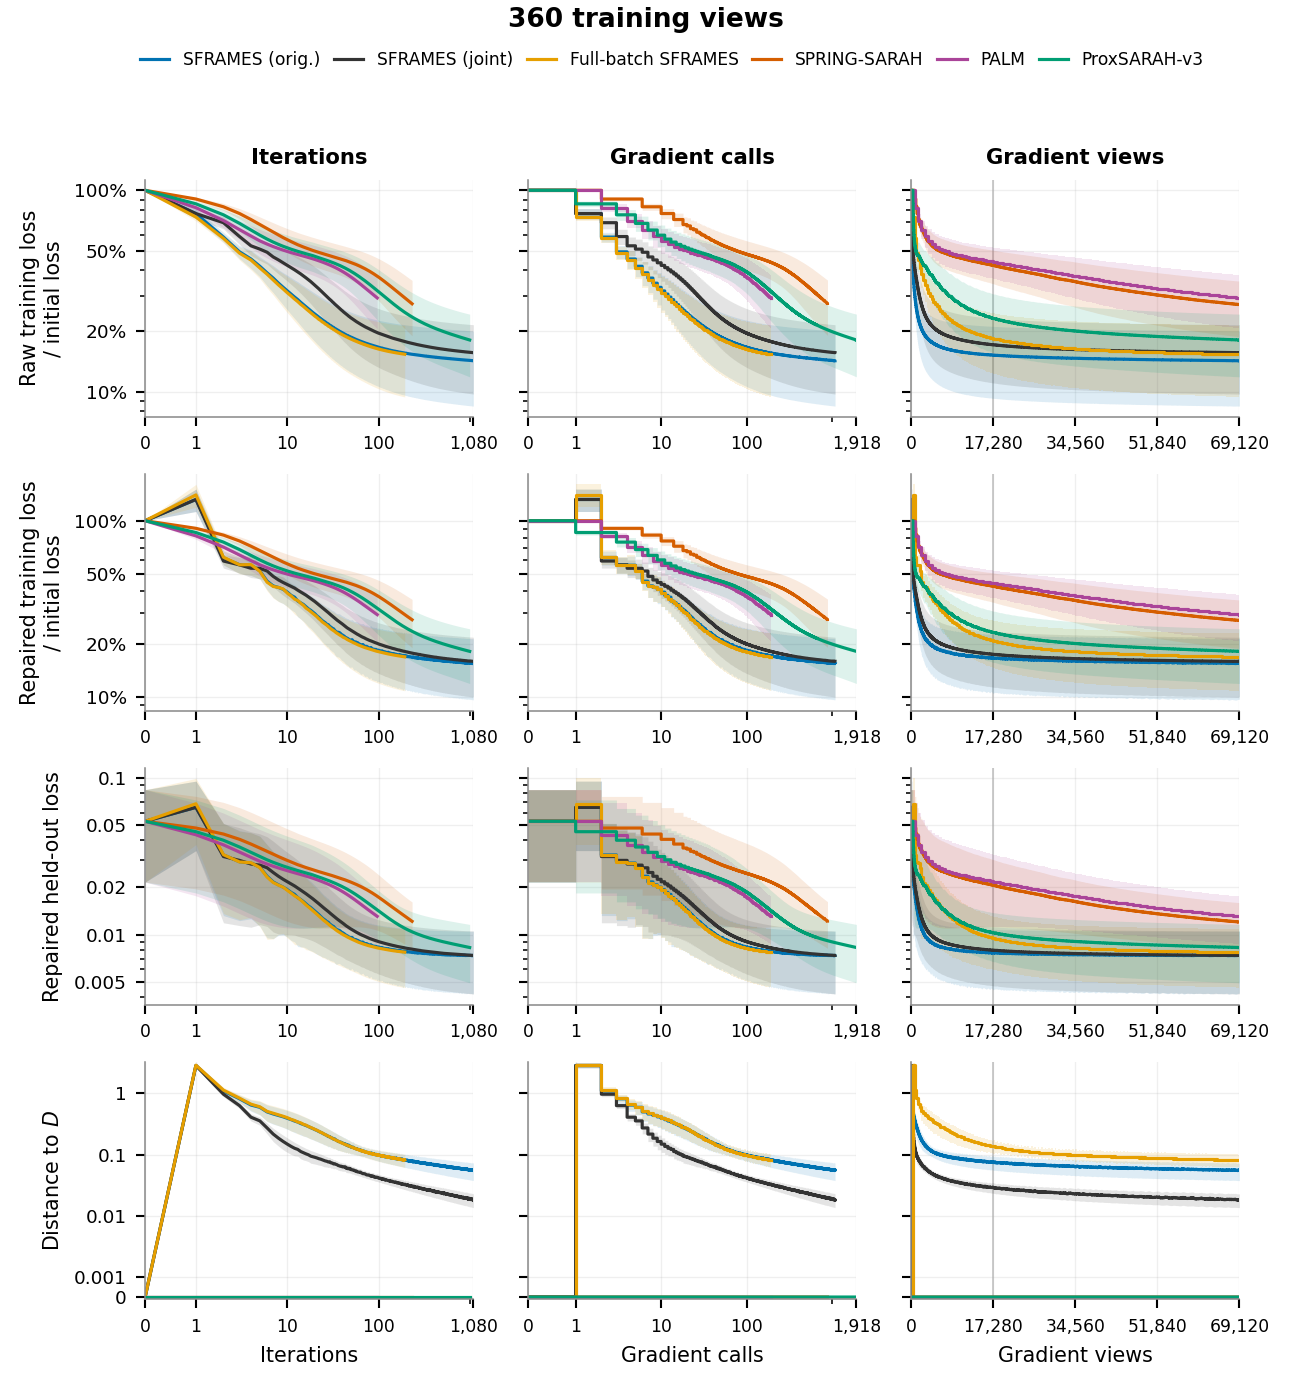 360 training views
SFRAMES (orig.) SFRAMES (joint) Full-batch SFRAMES SPRING-SARAH PALM ProxSARAH-v3
Iterations Gradient calls Gradient views
Raw training loss
/ initial loss
100%
50%
20%
10%
0 1 10 100 1,080
0 1 10 100 1,918
0 17,280 34,560 51,840 69,120
Repaired training loss
/ initial loss
100%
50%
20%
10%
0 1 10 100 1,080
0 1 10 100 1,918
0 17,280 34,560 51,840 69,120
Repaired held-out loss
0.1
0.05
0.02
0.01
0.005
0 1 10 100 1,080
0 1 10 100 1,918
0 17,280 34,560 51,840 69,120
Distance to D
1
0.1
0.01
0.001
0
0 1 10 100 1,080
0 1 10 100 1,918
0 17,280 34,560 51,840 69,120
Iterations Gradient calls Gradient views